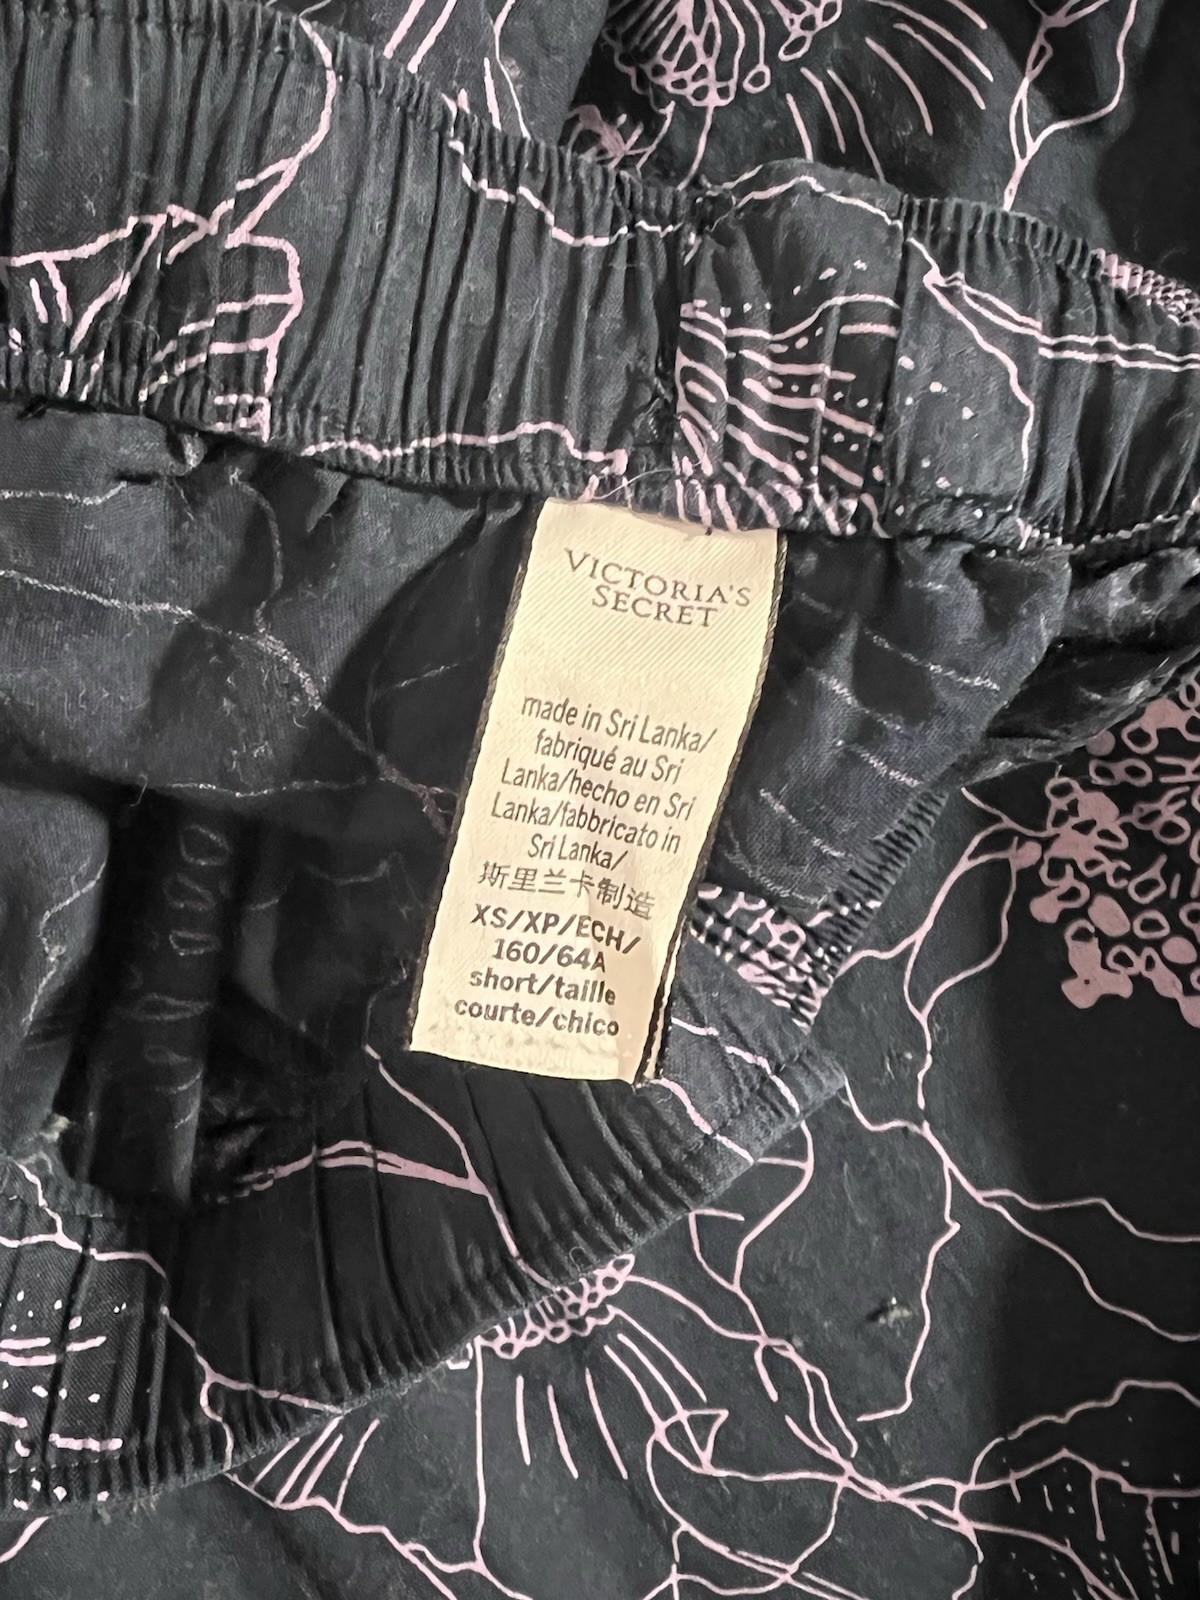 VICTORIA'S
SECRET
made in Sri Lanka/
fabriqué au Sri
Lanka/hecho en Sri
Lanka/fabbricato in
Sri Lanka/
斯里兰卡制造
XS/XP/ECH/
160/64A
short/taille
courte/chico